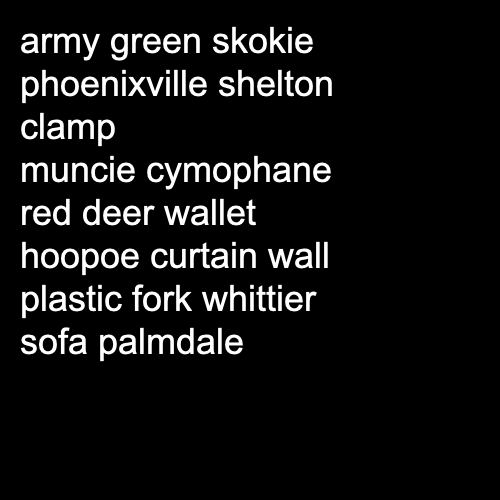 army green skokie
phoenixville shelton
clamp
muncie cymophane
red deer wallet
hoopoe curtain wall
plastic fork whittier
sofa palmdale